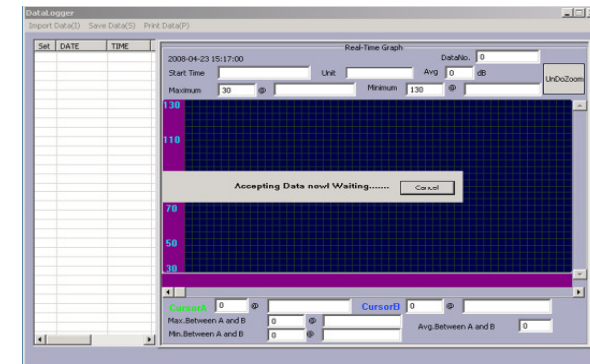 DataLogger
Import Data(I) Save Data(S) Print Data(P)
Set DATE TIME
Real-Time Graph
2008-04-23 15:17:00 DataNo. 0
Start Time Unit Avg 0 dB
UnDoZoom
Maximum 30 @ Minimum 130 @
130
110
Accepting Data now! Waiting....... Cancel
70
50
30
CursorA 0 @ CursorB 0 @
Max.Between A and B 0 @
Avg.Between A and B 0
Min.Between A and B 0 @